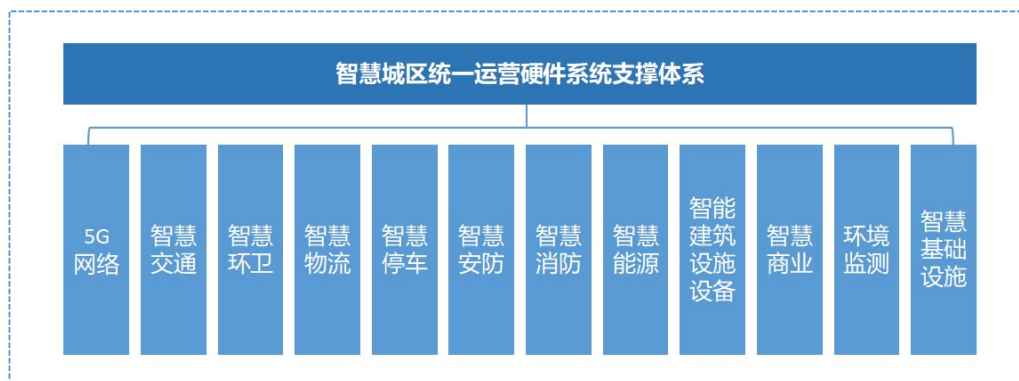 智慧城区统一运营硬件系统支撑体系
5G
网络
智慧
交通
智慧
环卫
智慧
物流
智慧
停车
智慧
安防
智慧
消防
智慧
能源
智能
建筑
设施
设备
智慧
商业
环境
监测
智慧
基础
设施